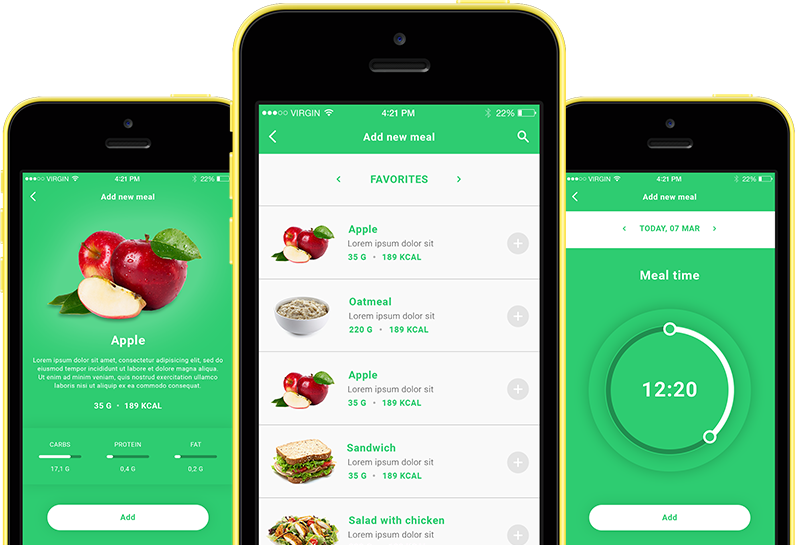 VIRGIN 4:21 PM 22%
Add new meal
Apple
Lorem ipsum dolor sit amet, consectetur adipisicing elit, sed do
eiusmod tempor incididunt ut labore et dolore magna aliqua.
Ut enim ad minim veniam, quis nostrud exercitation ullamco
laboris nisi ut aliquip ex ea commodo consequat.
35 G • 189 KCAL
CARBS PROTEIN FAT
17,1 G 0,4 G 0,2 G
Add
VIRGIN 4:21 PM 22%
Add new meal
FAVORITES
Apple
Lorem ipsum dolor sit
35 G • 189 KCAL
Oatmeal
Lorem ipsum dolor sit
220 G • 189 KCAL
Apple
Lorem ipsum dolor sit
35 G • 189 KCAL
Sandwich
Lorem ipsum dolor sit
35 G • 189 KCAL
Salad with chicken
Lorem ipsum dolor sit
VIRGIN 4:21 PM 22%
Add new meal
TODAY, 07 MAR
Meal time
12:20
Add